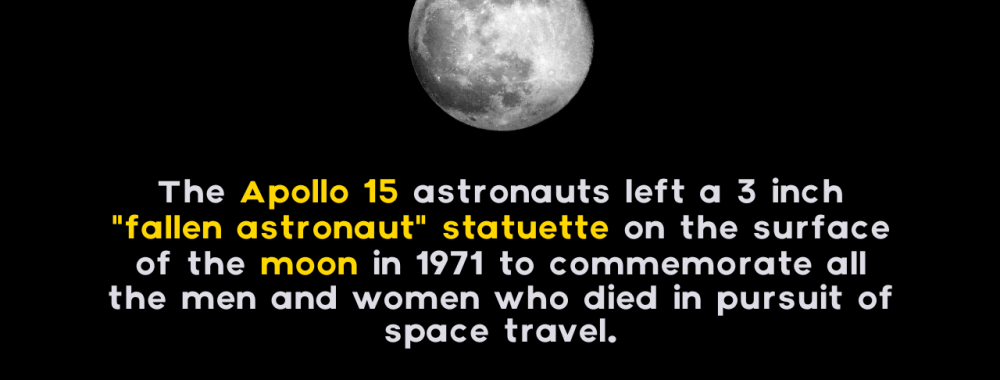 The Apollo 15 astronauts left a 3 inch
"fallen astronaut" statuette on the surface
of the moon in 1971 to commemorate all
the men and women who died in pursuit of
space travel.